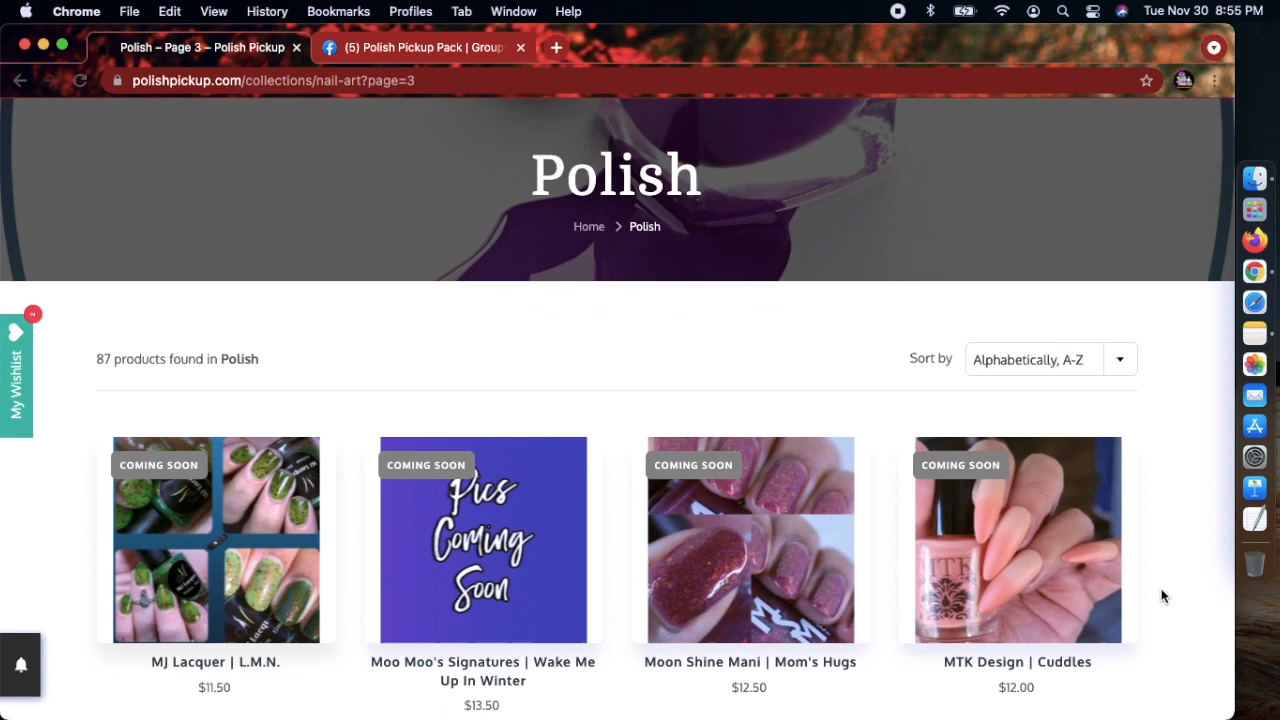 Chrome File Edit View History Bookmarks Profiles Tab Window Help Tue Nov 30 8:55 PM
Polish – Page 3 – Polish Pickup (5) Polish Pickup Pack | Group
polishpickup.com/collections/nail-art?page=3
Polish
Home > Polish
My Wishlist
87 products found in Polish
Sort by Alphabetically, A-Z
COMING SOON
COMING SOON
COMING SOON
COMING SOON
Pics
Coming
Soon
MTK
MJ Lacquer | L.M.N.
$11.50
Moo Moo's Signatures | Wake Me
Up In Winter
$13.50
Moon Shine Mani | Mom's Hugs
$12.50
MTK Design | Cuddles
$12.00